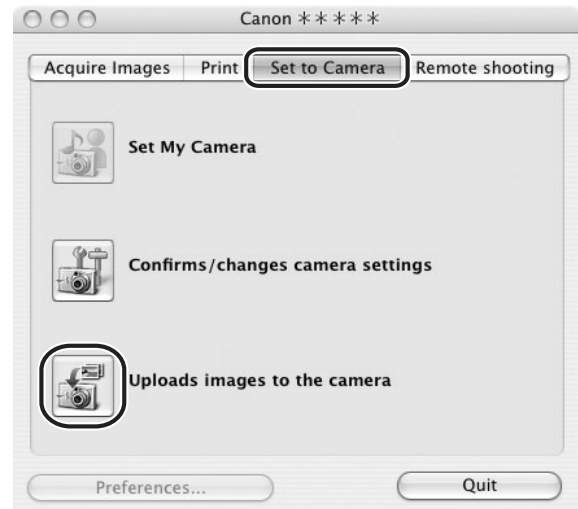 Canon ＊＊＊＊＊
Acquire Images Print Set to Camera Remote shooting
Set My Camera
Confirms/changes camera settings
Uploads images to the camera
Preferences... Quit